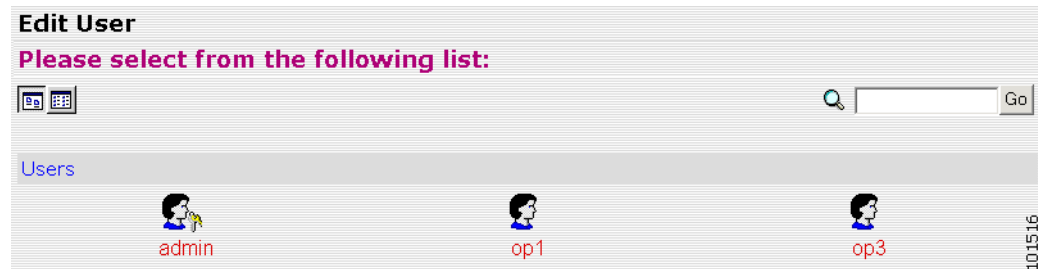 Edit User
Please select from the following list:
Go
Users
admin op1 op3
101516